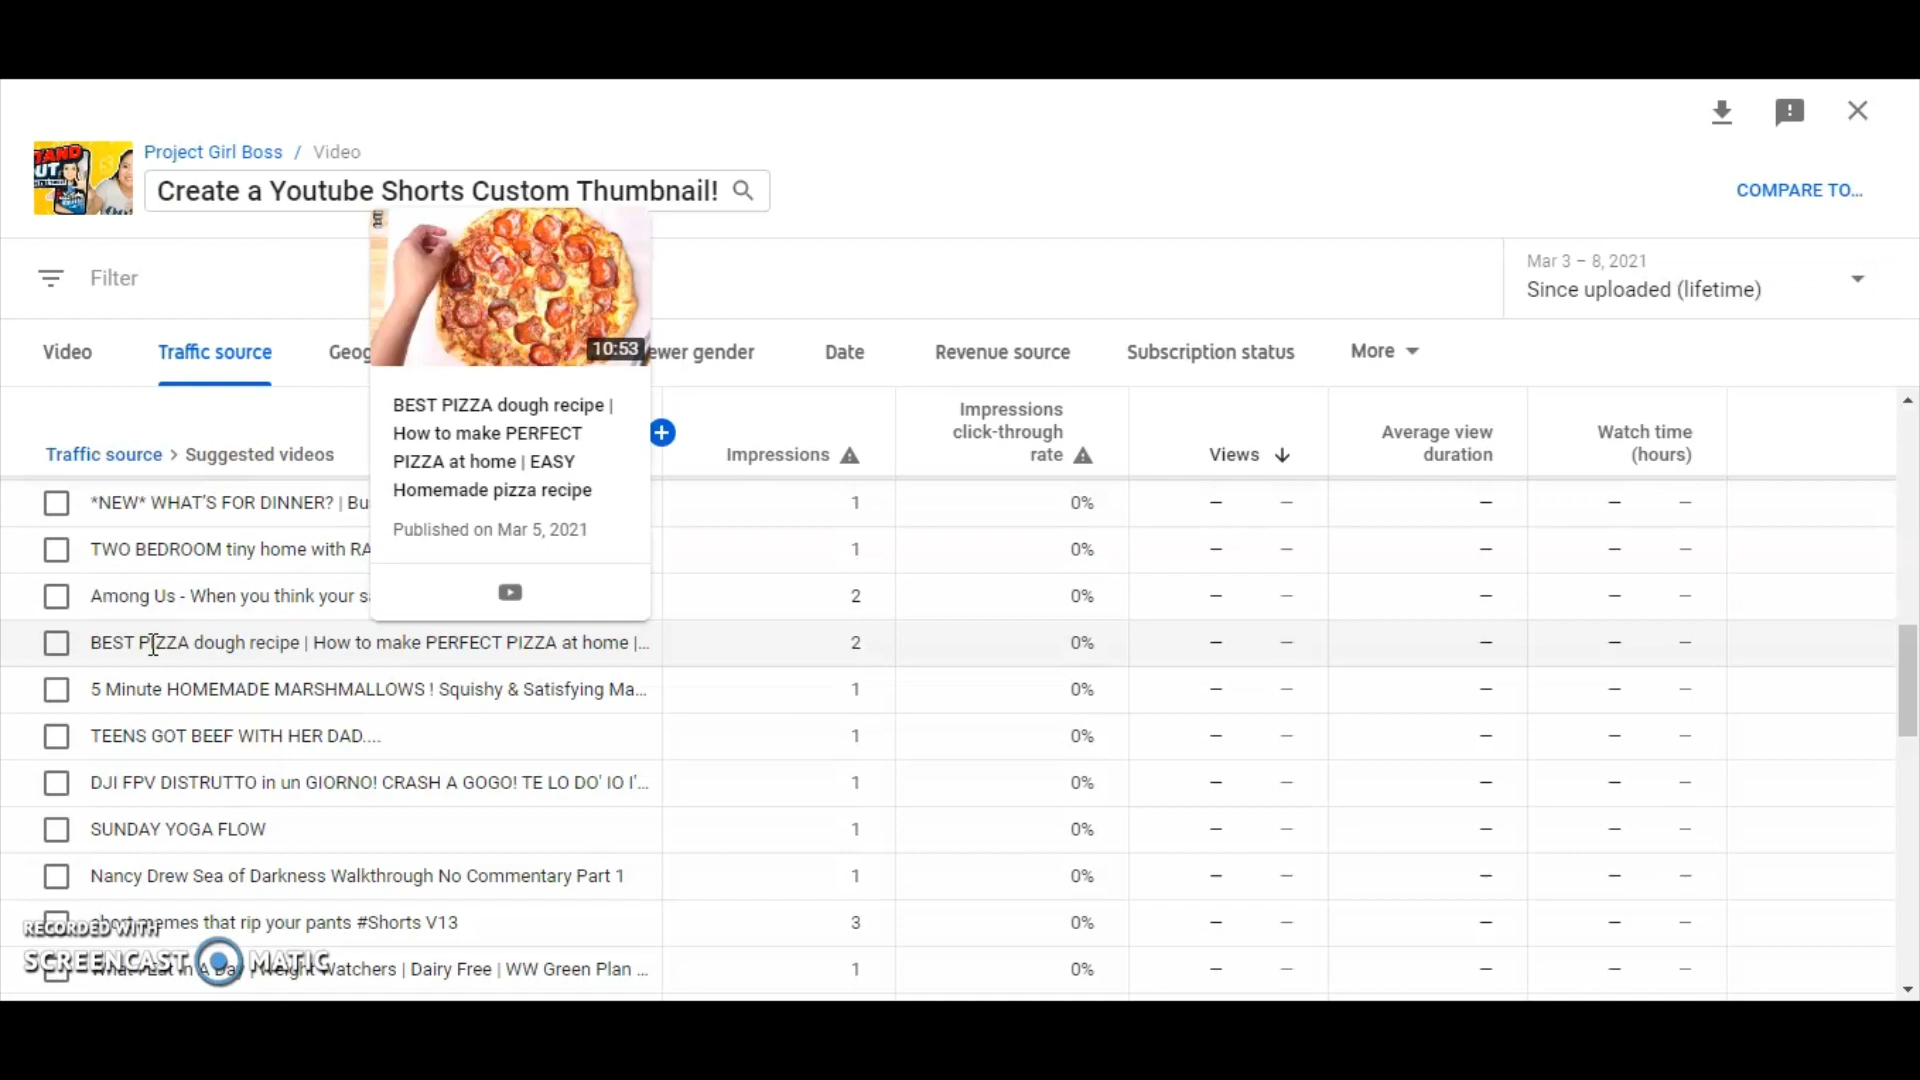 TAND
UT
Project Girl Boss / Video
Create a Youtube Shorts Custom Thumbnail!
COMPARE TO...
Filter
Mar 3 – 8, 2021
Since uploaded (lifetime)
10:53
Video
Traffic source
Geog
ewer gender
Date
Revenue source
Subscription status
More
BEST PIZZA dough recipe |
How to make PERFECT
PIZZA at home | EASY
Homemade pizza recipe
Published on Mar 5, 2021
Traffic source > Suggested videos
Impressions
Impressions
click-through
rate
Views
Average view
duration
Watch time
(hours)
*NEW* WHAT'S FOR DINNER? | Bu 1 0% – – – – –
TWO BEDROOM tiny home with RA 1 0% – – – – –
Among Us - When you think your s 2 0% – – – – –
BEST PIZZA dough recipe | How to make PERFECT PIZZA at home |... 2 0% – – – – –
5 Minute HOMEMADE MARSHMALLOWS ! Squishy & Satisfying Ma... 1 0% – – – – –
TEENS GOT BEEF WITH HER DAD.... 1 0% – – – – –
DJI FPV DISTRUTTO in un GIORNO! CRASH A GOGO! TE LO DO' IO l'... 1 0% – – – – –
SUNDAY YOGA FLOW 1 0% – – – – –
Nancy Drew Sea of Darkness Walkthrough No Commentary Part 1 1 0% – – – – –
short memes that rip your pants #Shorts V13 3 0% – – – – –
What I Eat In A Day | Weight Watchers | Dairy Free | WW Green Plan ... 1 0% – – – – –
RECORDED WITH
SCREENCAST MATIC